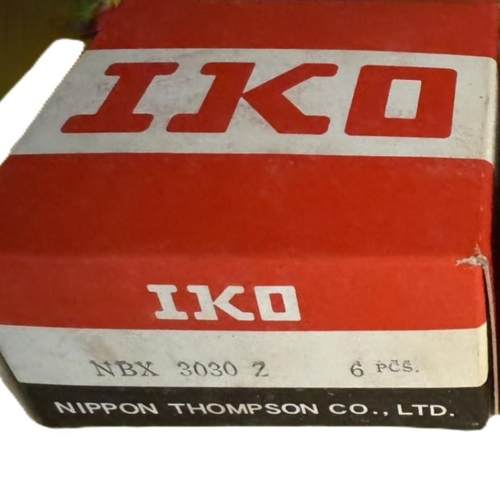 IKO
IKO
NBX 3030 Z 6 PCS.
NIPPON THOMPSON CO., LTD.